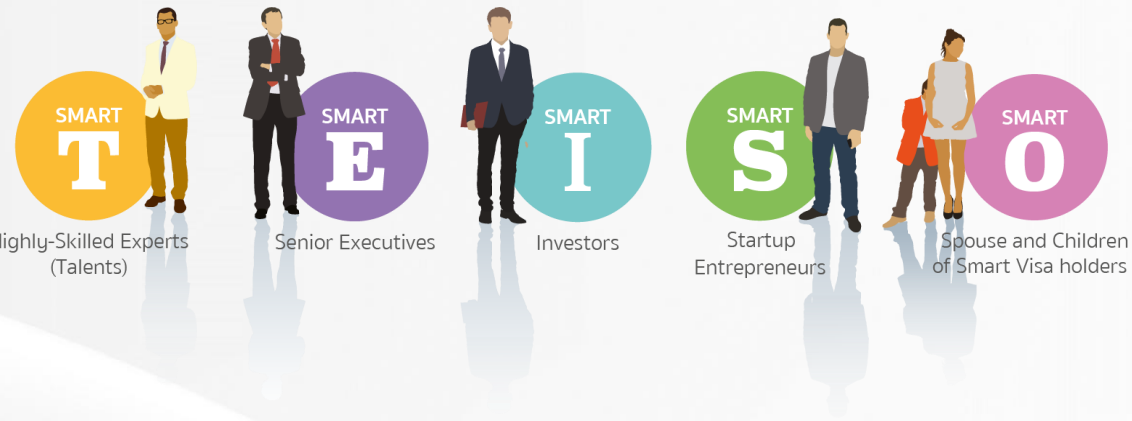 SMART
T
SMART
E
SMART
I
SMART
S
SMART
O
Highly-Skilled Experts
(Talents)
Senior Executives
Investors
Startup
Entrepreneurs
Spouse and Children
of Smart Visa holders